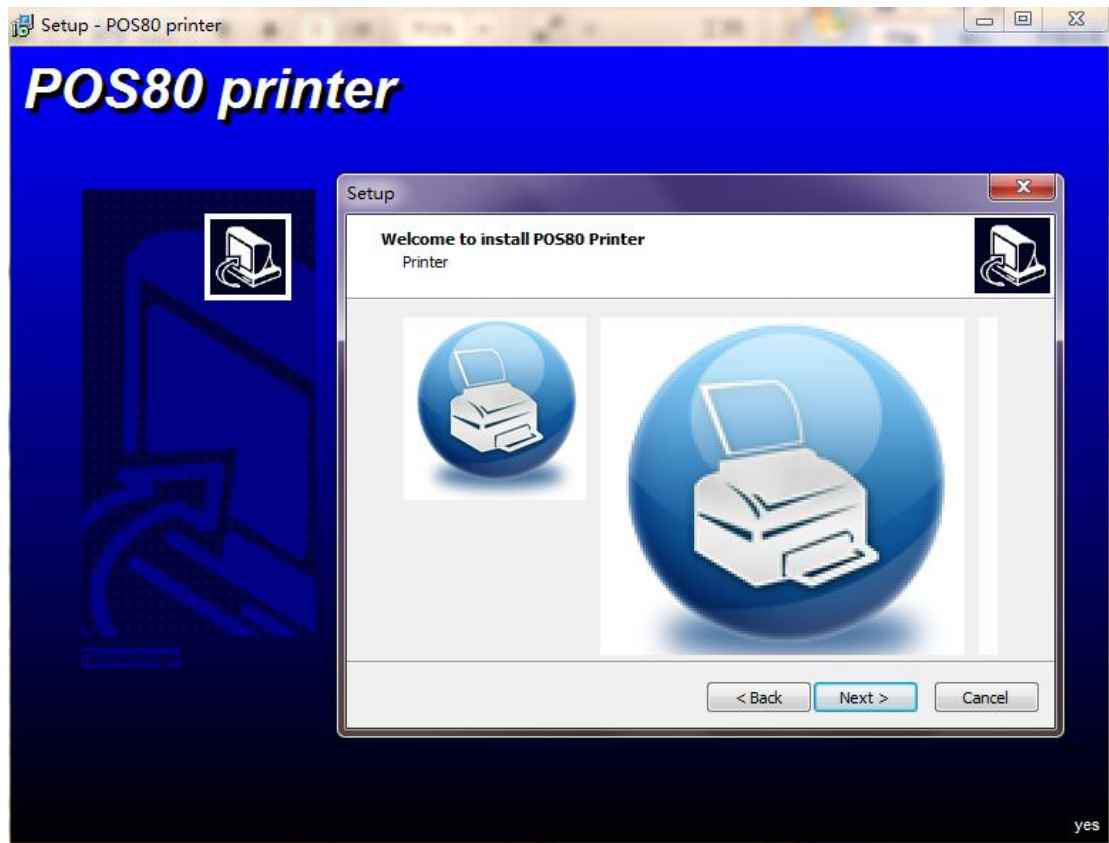 Setup - POS80 printer
POS80 printer
Setup
Welcome to install POS80 Printer
Printer
< Back
Next >
Cancel
yes